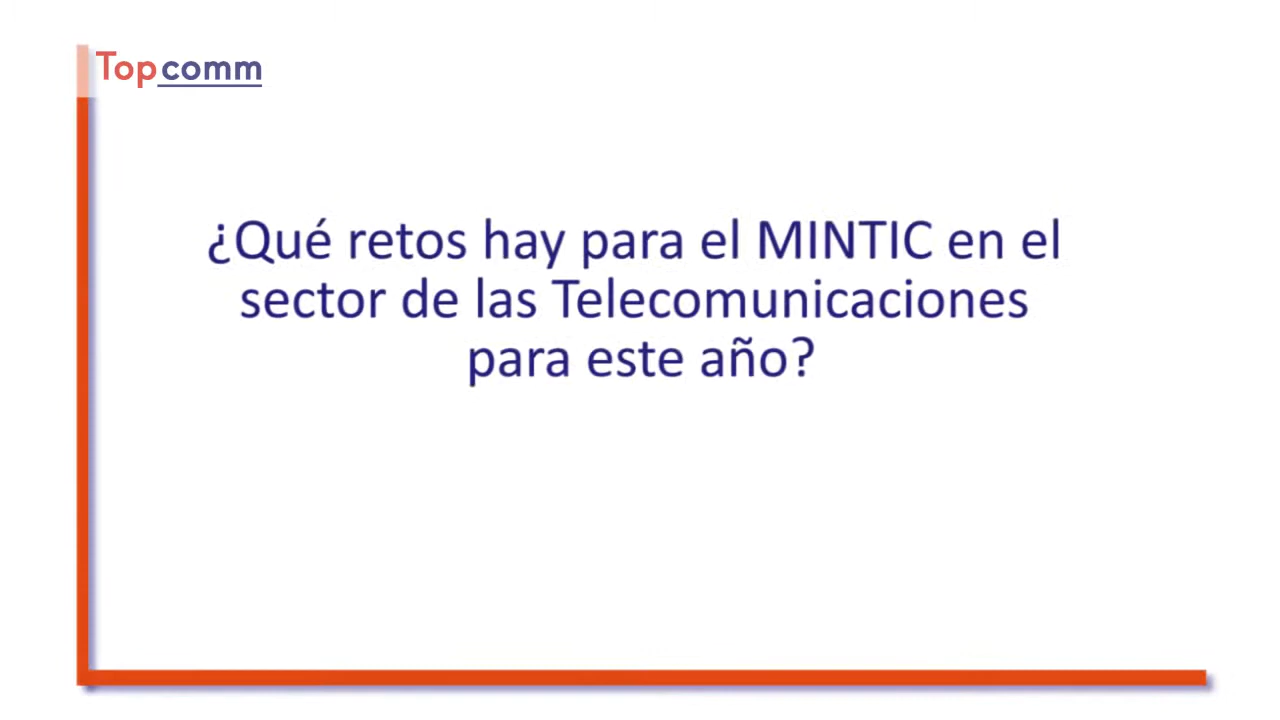 Topcomm
¿Qué retos hay para el MINTIC en el
sector de las Telecomunicaciones
para este año?